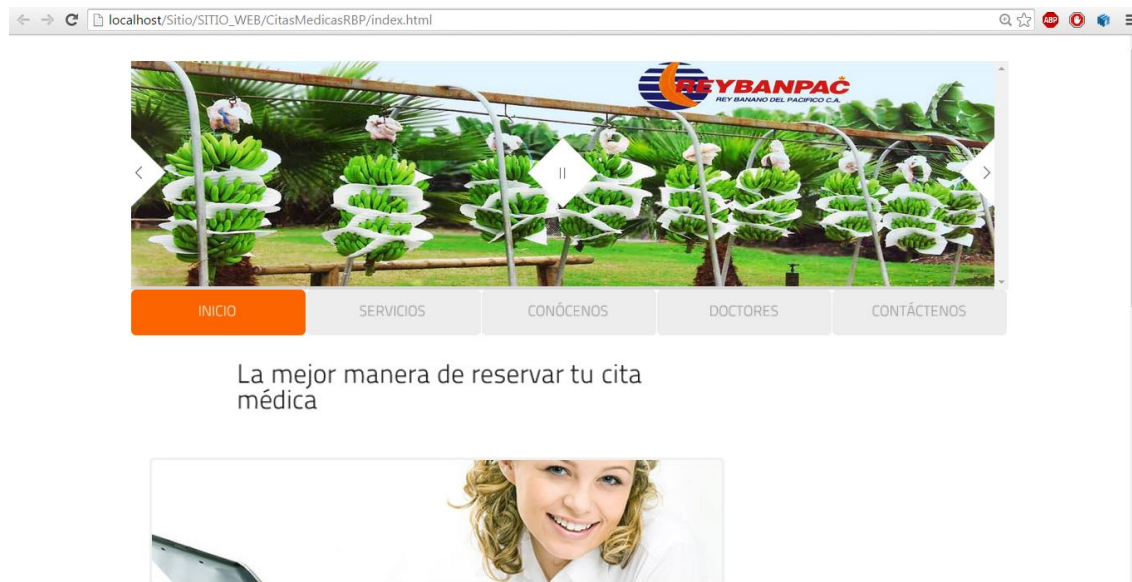 localhost/Sitio/SITIO_WEB/CitasMedicasRBP/index.html
ABP
REYBANPAC
REY BANANO DEL PACIFICO C.A.
INICIO
SERVICIOS
CONÓCENOS
DOCTORES
CONTÁCTENOS
La mejor manera de reservar tu cita
médica